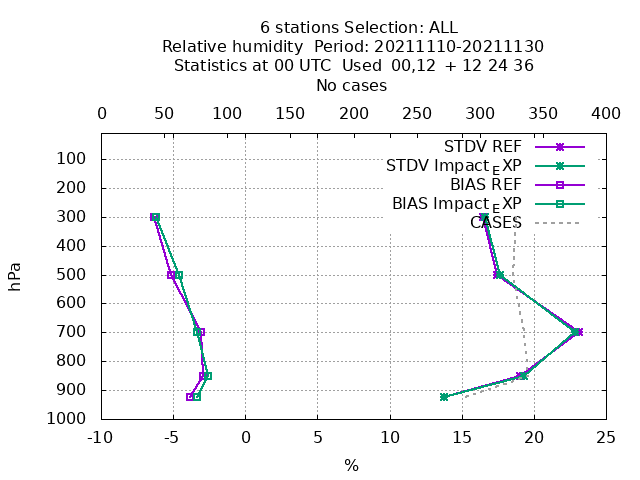 6 stations Selection: ALL
Relative humidity Period: 20211110-20211130
Statistics at 00 UTC Used 00,12 + 12 24 36
No cases
0 50 100 150 200 250 300 350 400
STDV REF
STDV Impact_EXP
BIAS REF
BIAS Impact_EXP
CASES
100
200
300
400
500
600
700
800
900
1000
hPa
-10 -5 0 5 10 15 20 25
%